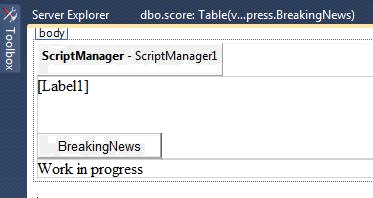 Server Explorer dbo.score: Table(v...press.BreakingNews)
Toolbox
body
ScriptManager - ScriptManager1
[Label1]
BreakingNews
Work in progress